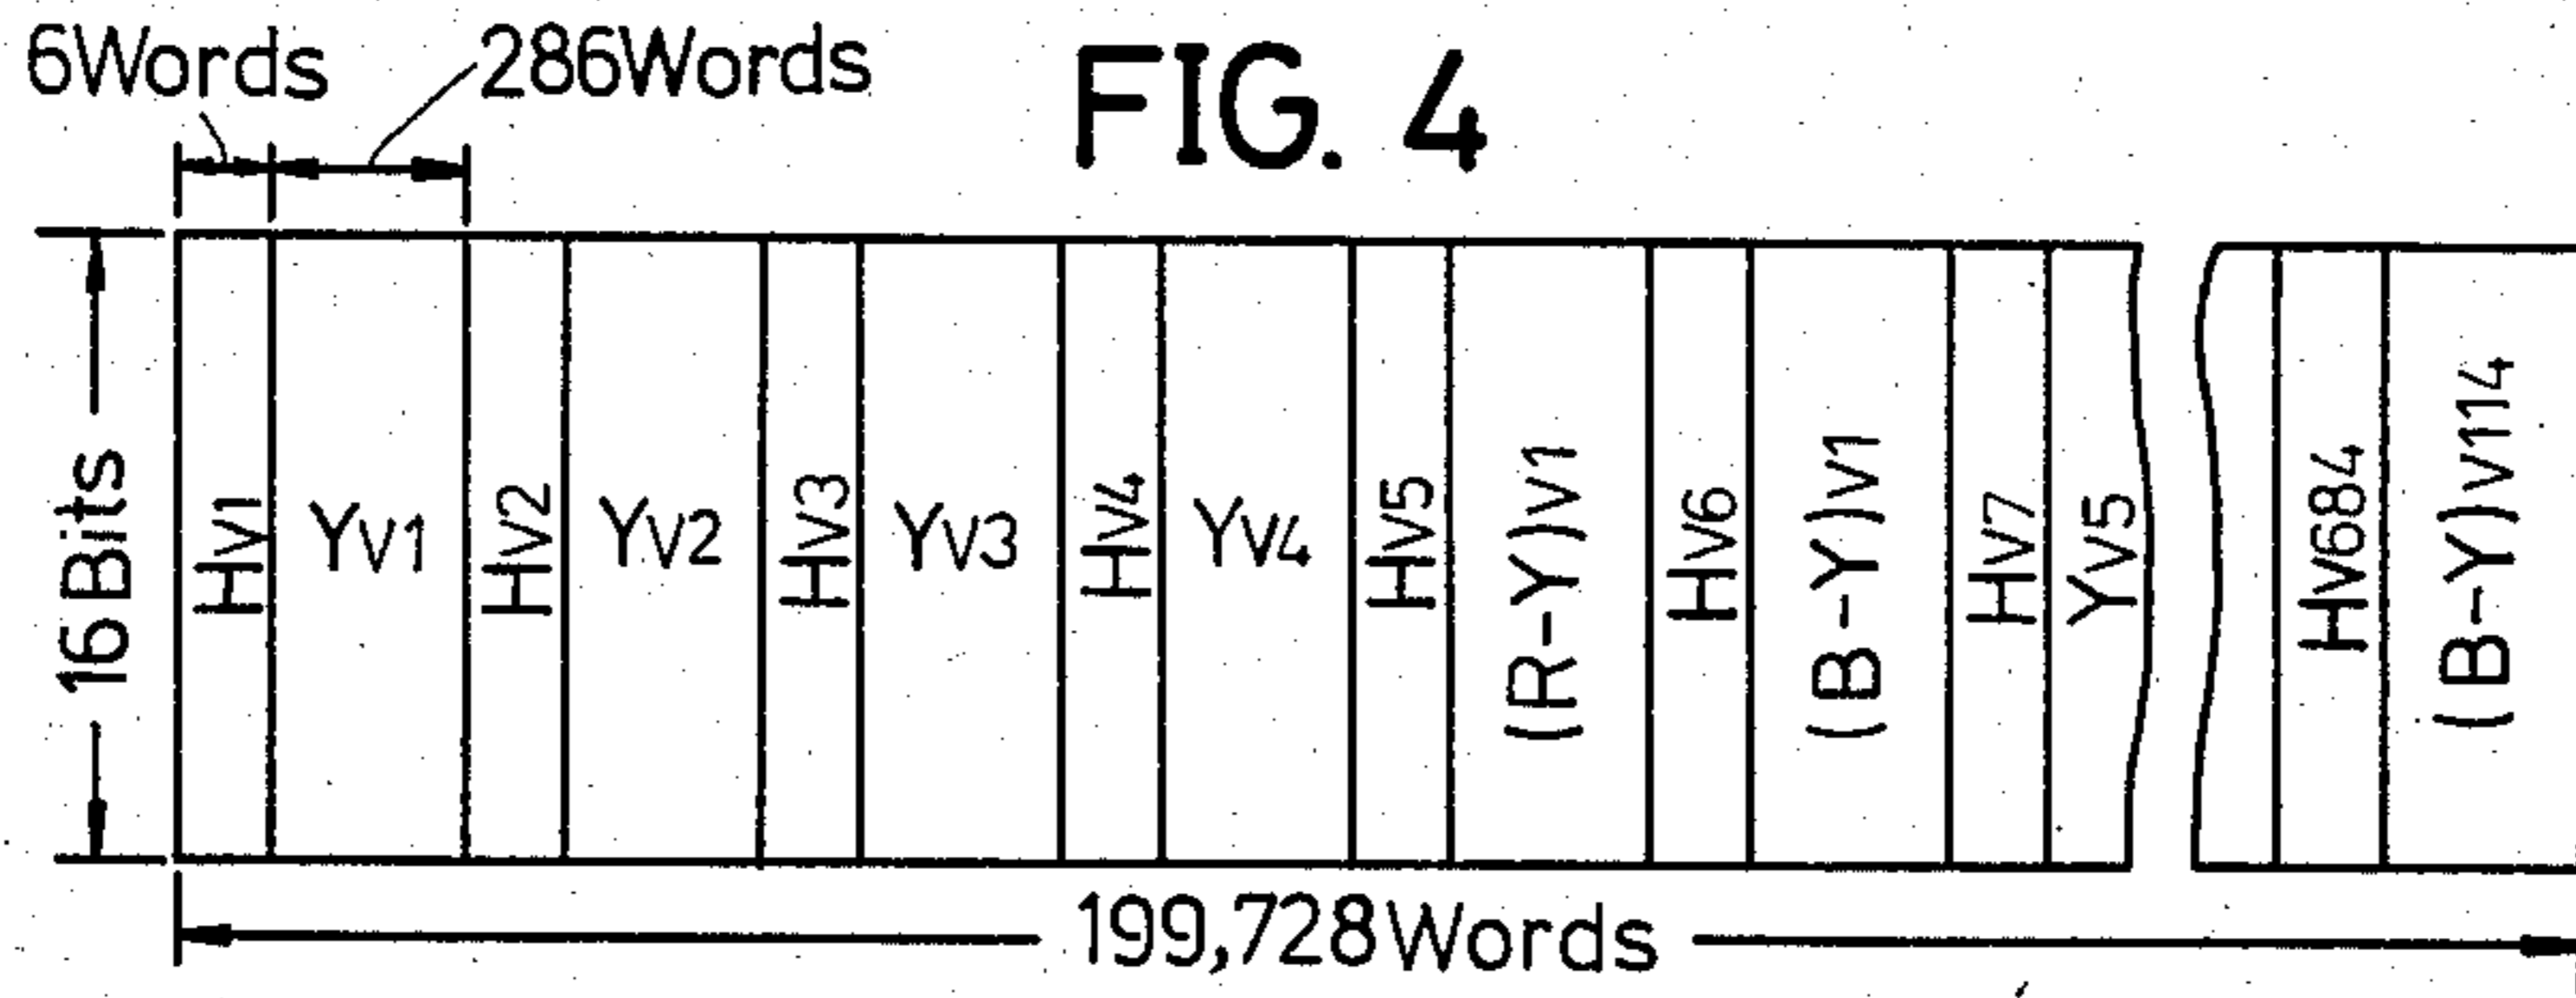 6Words
286Words
FIG. 4
16 Bits
HV1
YV1
HV2
YV2
HV3
YV3
HV4
YV4
HV5
(R-Y)V1
HV6
(B-Y)V1
HV7
YV5
HV684
(B-Y)V114
199,728Words